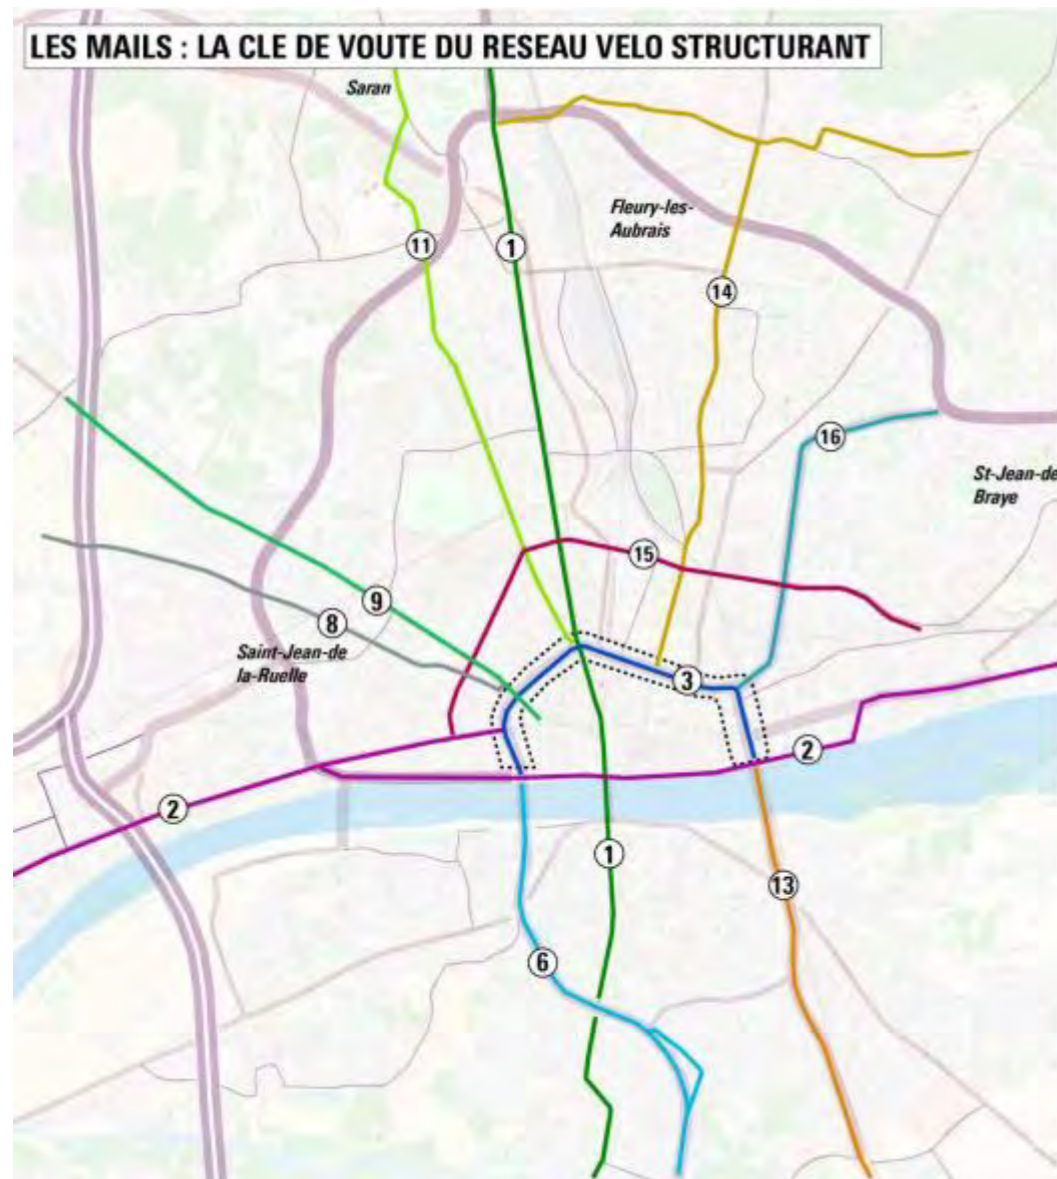 LES MAILS : LA CLE DE VOUTE DU RESEAU VELO STRUCTURANT
Saran
Fleury-les-
Aubrais
11
1
14
16
St-Jean-de
Braye
15
9
8
Saint-Jean-de
la-Ruelle
3
2
2
1
13
6